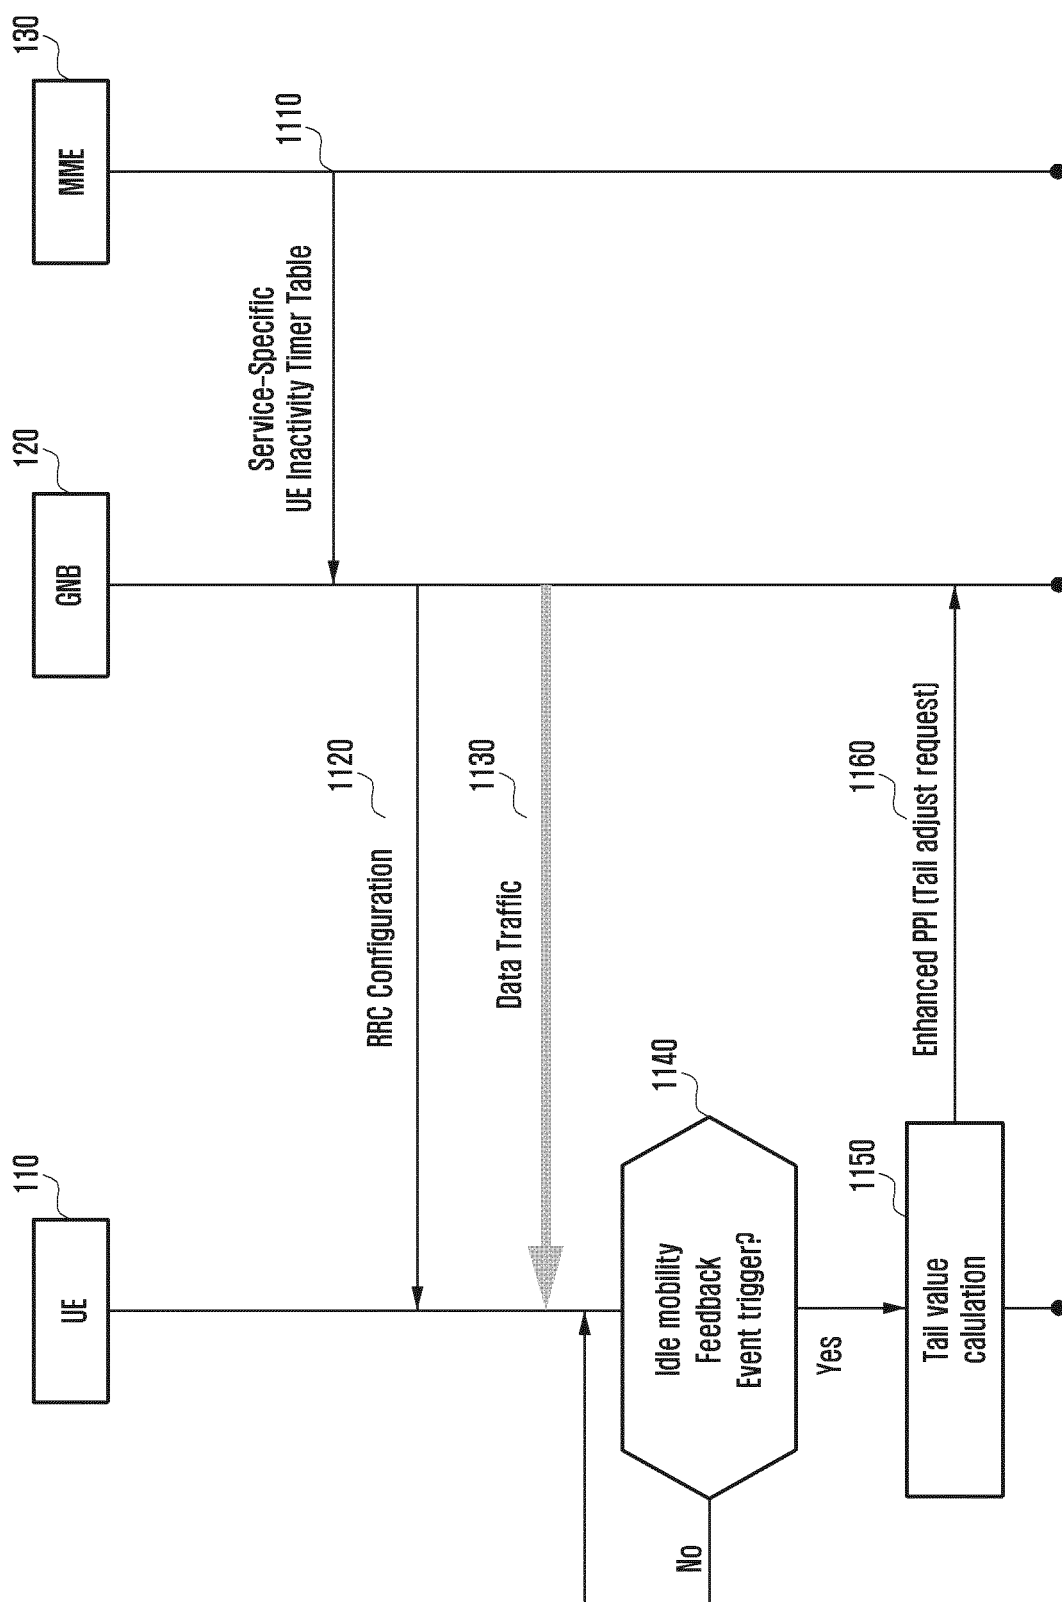 110
UE
120
GNB
130
MME
1110
Service-Specific
UE Inactivity Timer Table
1120
RRC Configuration
1130
Data Traffic
1140
Idle mobility
Feedback
Event trigger?
No
Yes
1150
Tail value
calulation
1160
Enhanced PPI (Tail adjust request)